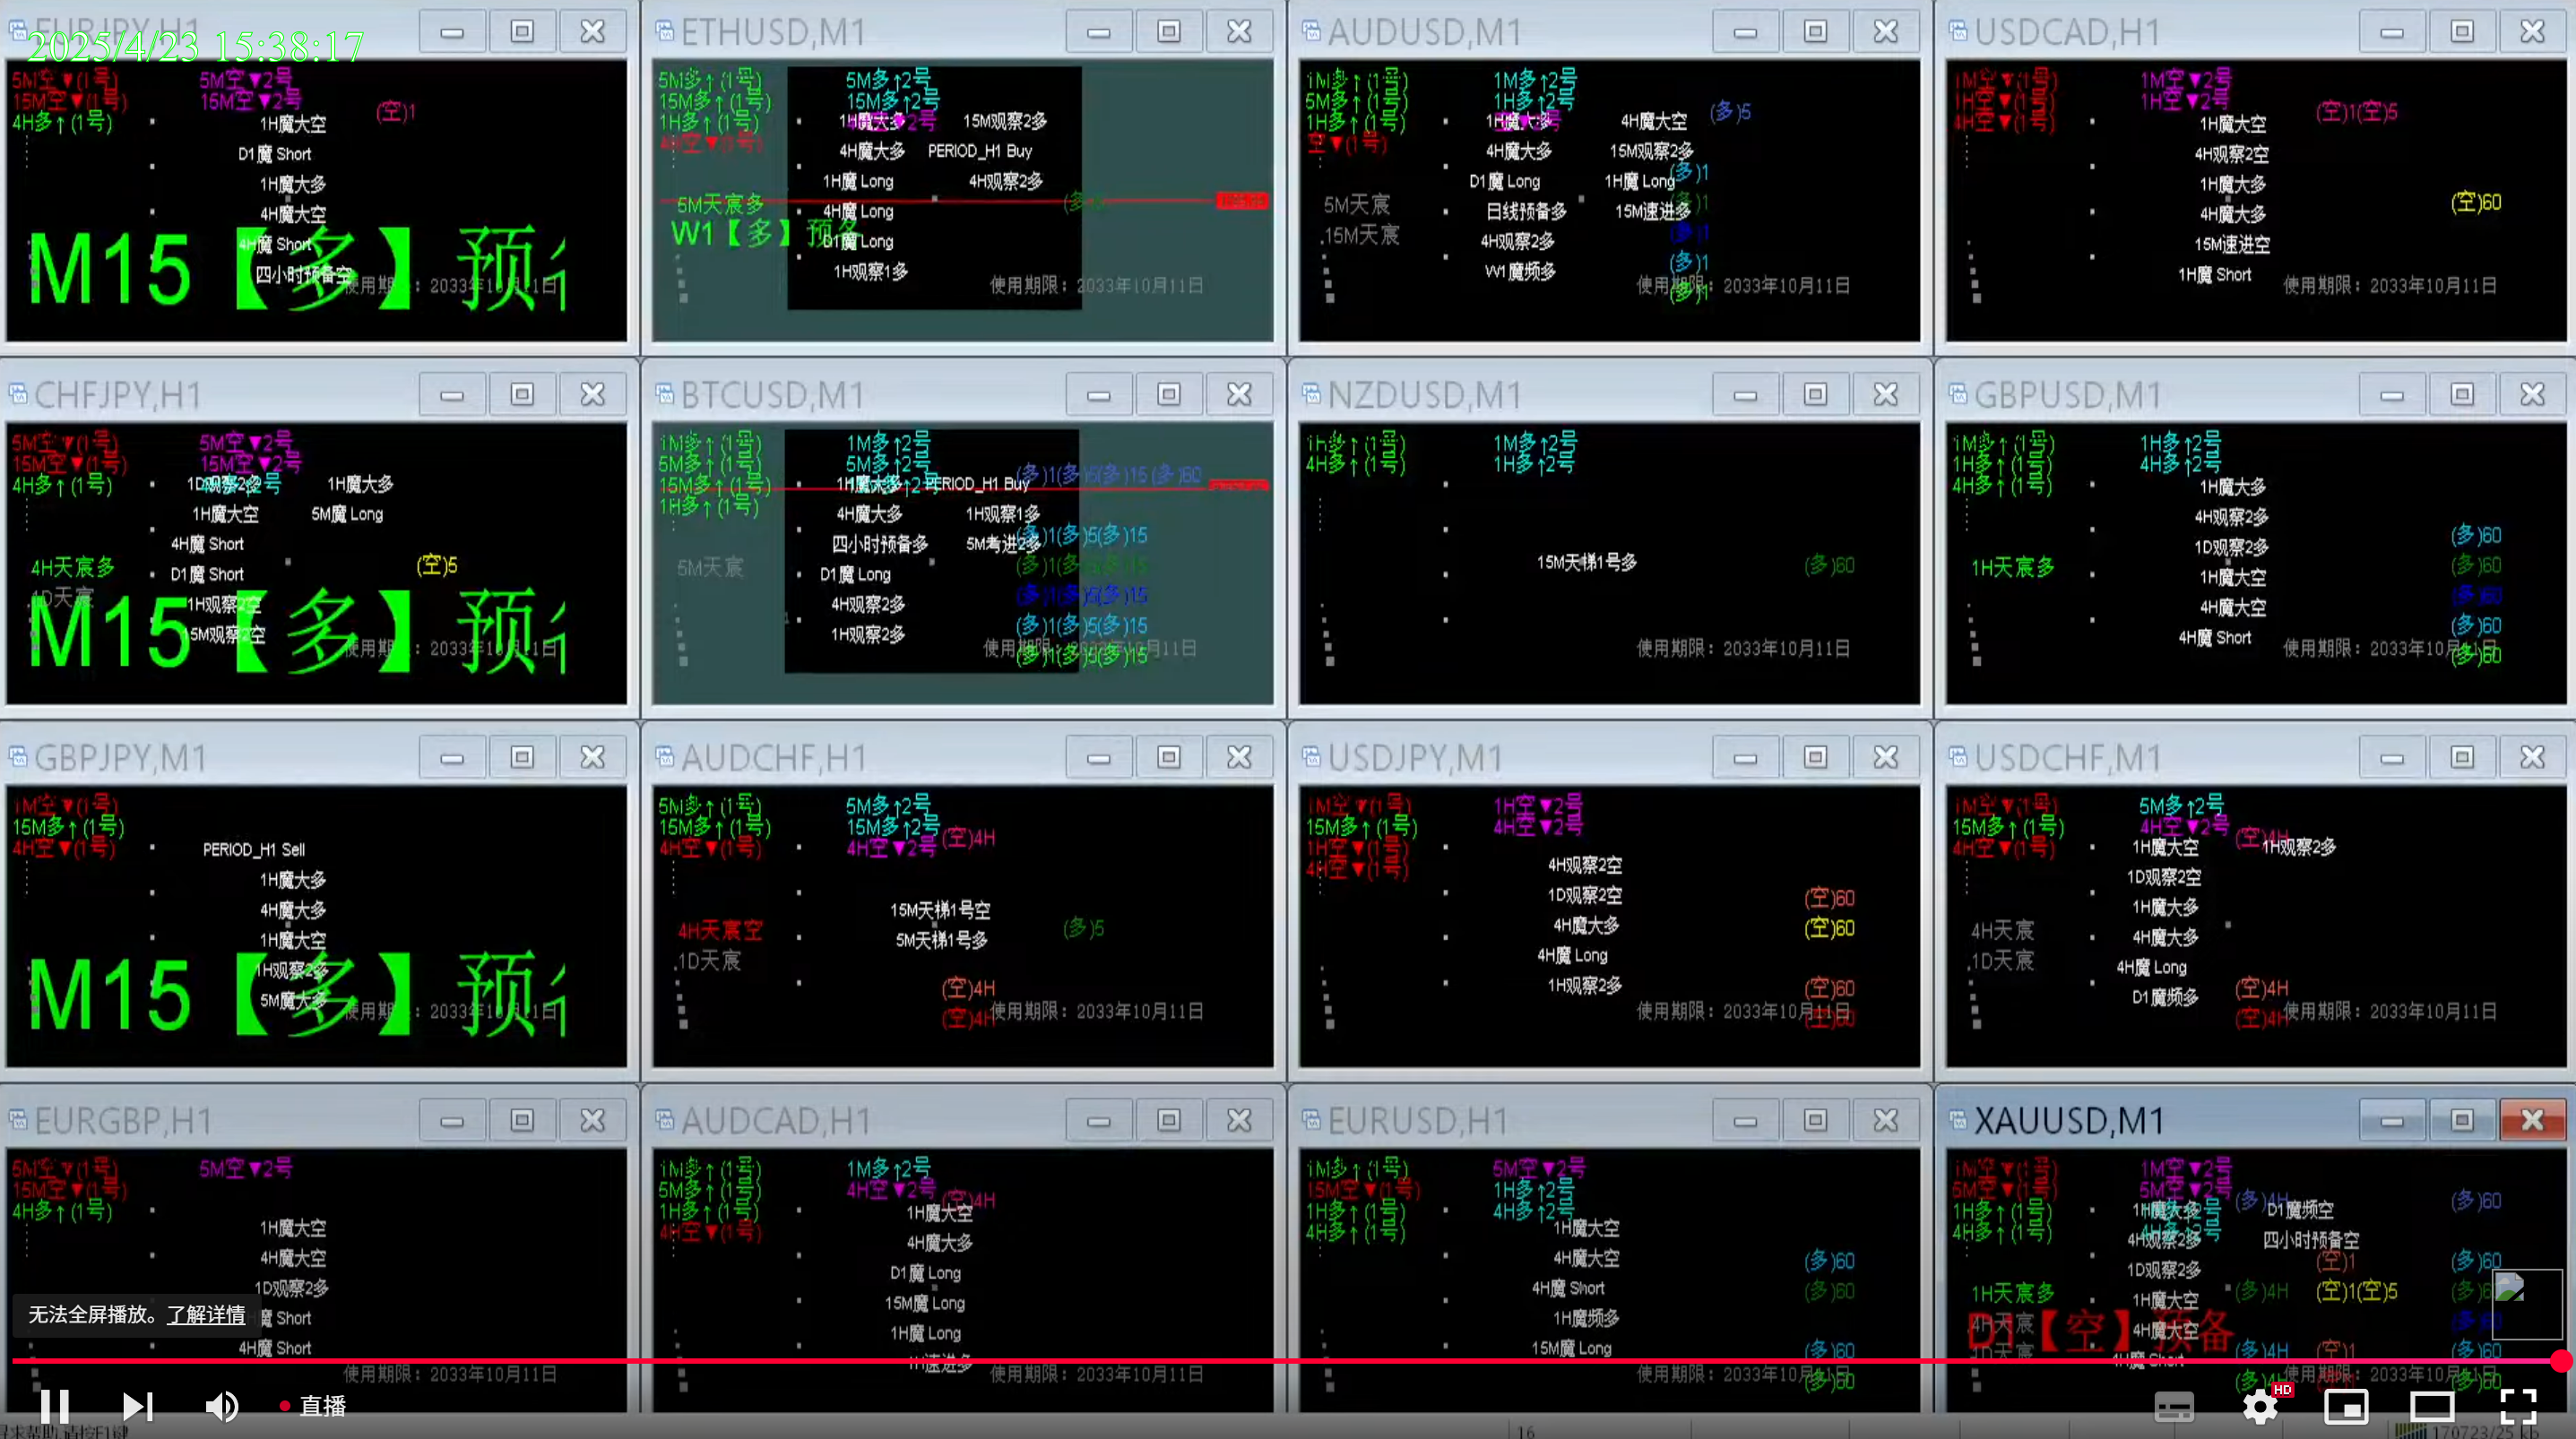 EURJPY,H1
2025/4/23 15:38:17
5M空▼(1号)
15M空▼(1号)
4H多↑(1号)
5M空▼2号
15M空▼2号
(空)1
1H魔大空
D1魔 Short
1H魔大多
4H魔大空
4H魔 Short
四小时预备空
M15【多】预
ETHUSD,M1
5M多↑(1号)
15M多↑(1号)
1H多↑(1号)
4H空▼(1号)
5M多↑2号
15M多↑2号
1H魔大多
15M观察2多
4H魔大多
PERIOD_H1 Buy
1H魔 Long
4H观察2多
5M天宸多
4H魔 Long
W1【多】预备
D1魔 Long
1H观察1多
使用期限：2033年10月11日
AUDUSD,M1
1M多↑(1号)
5M多↑(1号)
1H多↑(1号)
空▼(1号)
1M多↑2号
1H多↑2号
1H魔大多
4H魔大空
(多)5
4H魔大多
15M观察2多
(多)1
D1魔 Long
1H魔 Long
5M天宸
日线预备多
15M速进多
(多)1
15M天宸
4H观察2多
(多)1
W1魔频多
(多)1
(多)1
使用期限：2033年10月11日
USDCAD,H1
1M空▼(1号)
1H空▼(1号)
4H空▼(1号)
1M空▼2号
1H空▼2号
(空)1(空)5
1H魔大空
4H观察2空
1H魔大多
(空)60
4H魔大多
15M速进空
1H魔 Short
使用期限：2033年10月11日
CHFJPY,H1
5M空▼(1号)
15M空▼(1号)
4H多↑(1号)
5M空▼2号
15M空▼2号
1D观察2多
1H魔大多
1H魔大空
5M魔 Long
4H魔 Short
4H天宸多
D1魔 Short
(空)5
1D天宸
1H观察2空
15M观察2空
M15【多】预
BTCUSD,M1
1M多↑(1号)
5M多↑(1号)
15M多↑(1号)
1H多↑(1号)
1M多↑2号
5M多↑2号
(多)1(多)5(多)15(多)60
1H魔大多
PERIOD_H1 Buy
4H魔大多
1H观察1多
四小时预备多
5M考进2多
(多)1(多)5(多)15
5M天宸
D1魔 Long
(多)1(多)5(多)15
4H观察2多
(多)1(多)5(多)15
1H观察2多
(多)1(多)5(多)15
(多)1(多)5(多)15
使用期限：2033年10月11日
NZDUSD,M1
1H多↑(1号)
4H多↑(1号)
1M多↑2号
1H多↑2号
15M天梯1号多
(多)60
使用期限：2033年10月11日
GBPUSD,M1
1M多↑(1号)
1H多↑(1号)
4H多↑(1号)
1H多↑2号
4H多↑2号
1H魔大多
4H观察2多
1D观察2多
(多)60
1H天宸多
1H魔大空
(多)60
4H魔大空
(多)60
4H魔 Short
(多)60
(多)60
使用期限：2033年10月11日
GBPJPY,M1
1M空▼(1号)
15M多↑(1号)
4H空▼(1号)
PERIOD_H1 Sell
1H魔大多
4H魔大多
1H魔大空
1H观察2多
5M魔大多
M15【多】预
AUDCHF,H1
5M多↑(1号)
15M多↑(1号)
4H空▼(1号)
5M多↑2号
15M多↑2号
4H空▼2号
(空)4H
15M天梯1号空
4H天宸空
5M天梯1号多
(多)5
1D天宸
(空)4H
(空)4H
使用期限：2033年10月11日
USDJPY,M1
1M空▼(1号)
15M多↑(1号)
1H空▼(1号)
4H空▼(1号)
1H空▼2号
4H空▼2号
4H观察2空
1D观察2空
(空)60
4H魔大多
(空)60
4H魔 Long
1H观察2多
(空)60
(空)60
使用期限：2033年10月11日
USDCHF,M1
1M空▼(1号)
15M多↑(1号)
4H空▼(1号)
5M多↑2号
4H空▼2号
(空)4H
1H魔大空
1H观察2多
1D观察2空
1H魔大多
4H天宸
4H魔大多
1D天宸
4H魔 Long
D1魔频多
(空)4H
(空)4H
使用期限：2033年10月11日
EURGBP,H1
5M空▼(1号)
15M空▼(1号)
4H多↑(1号)
5M空▼2号
1H魔大空
4H魔大空
1D观察2多
Short
4H魔 Short
使用期限：2033年10月11日
AUDCAD,H1
1M多↑(1号)
5M多↑(1号)
1H多↑(1号)
4H空▼(1号)
1M多↑2号
4H空▼2号
(空)4H
1H魔大空
4H魔大多
D1魔 Long
15M魔 Long
1H魔 Long
速进多
使用期限：2033年10月11日
EURUSD,H1
1M多↑(1号)
15M空▼(1号)
1H多↑(1号)
4H多↑(1号)
5M空▼2号
1H多↑2号
4H多↑2号
1H魔大空
4H魔大空
(多)60
4H魔 Short
(多)60
1H魔频多
15M魔 Long
(多)60
(多)60
使用期限：2033年10月11日
XAUUSD,M1
1M空▼(1号)
5M空▼(1号)
1H多↑(1号)
4H多↑(1号)
1M空▼2号
5M空▼2号
(多)4H
(多)60
1H魔大多
D1魔频空
4H观察2多
四小时预备空
(空)1
(多)60
1D观察2多
1H天宸多
1H魔大空
(多)4H
(空)1(空)5
4H天宸
D1【空】预备
4H魔大空
1D天宸
(多)4H
(空)1
(多)60
使用期限：2033年10月11日
无法全屏播放。了解详情
直播
HD
16
170723/25 kb